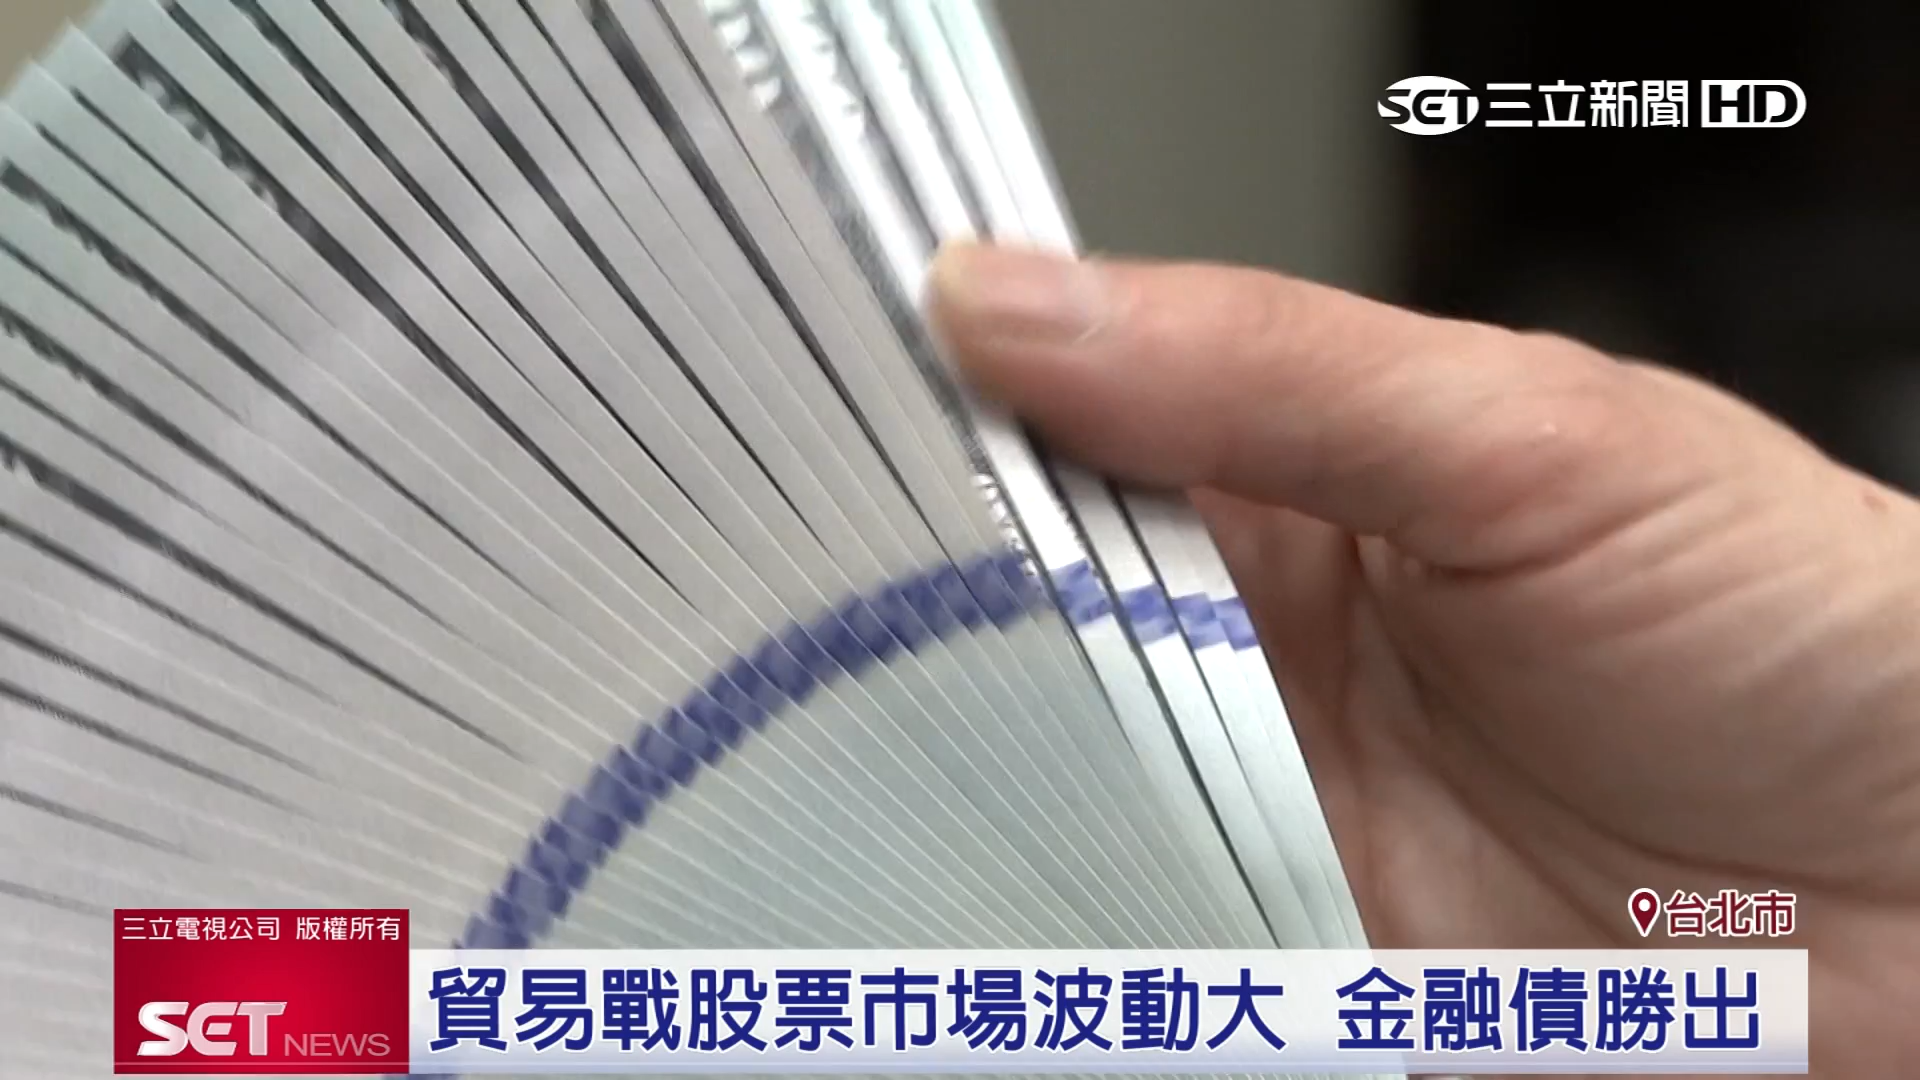 SET三立新聞HD
台北市
三立電視公司 版權所有
SET NEWS
貿易戰股票市場波動大 金融債勝出